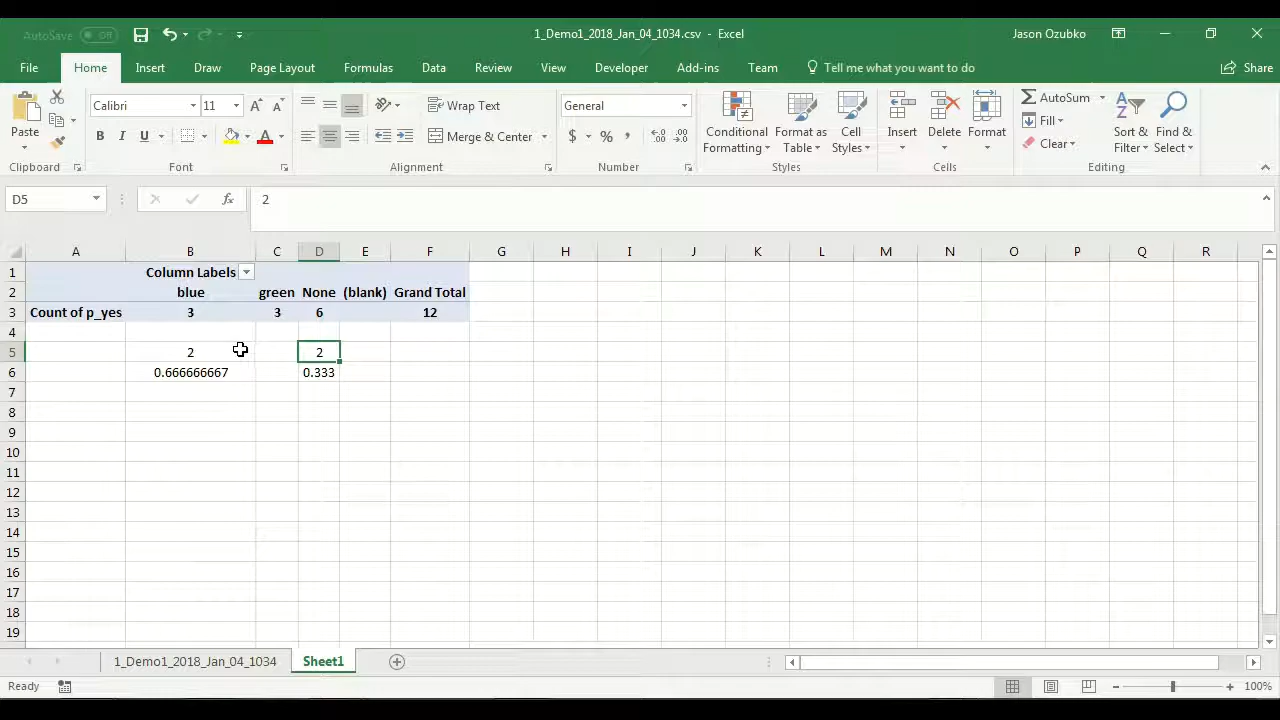 AutoSave Off 1_Demo1_2018_Jan_04_1034.csv - Excel Jason Ozubko
File Home Insert Draw Page Layout Formulas Data Review View Developer Add-ins Team Tell me what you want to do Share
Paste Calibri 11 A A Wrap Text General Conditional Formatting Format as Table Cell Styles Insert Delete Format AutoSum Sort & Filter Find & Select
B I U A Merge & Center $ % , Fill Clear
Clipboard Font Alignment Number Styles Cells Editing
D5 fx 2
A B C D E F G H I J K L M N O P Q R
1 Column Labels
2 blue green None (blank) Grand Total
3 Count of p_yes 3 3 6 12
4
5 2 2
6 0.666666667 0.333
7
8
9
10
11
12
13
14
15
16
17
18
19
1_Demo1_2018_Jan_04_1034 Sheet1
Ready 100%